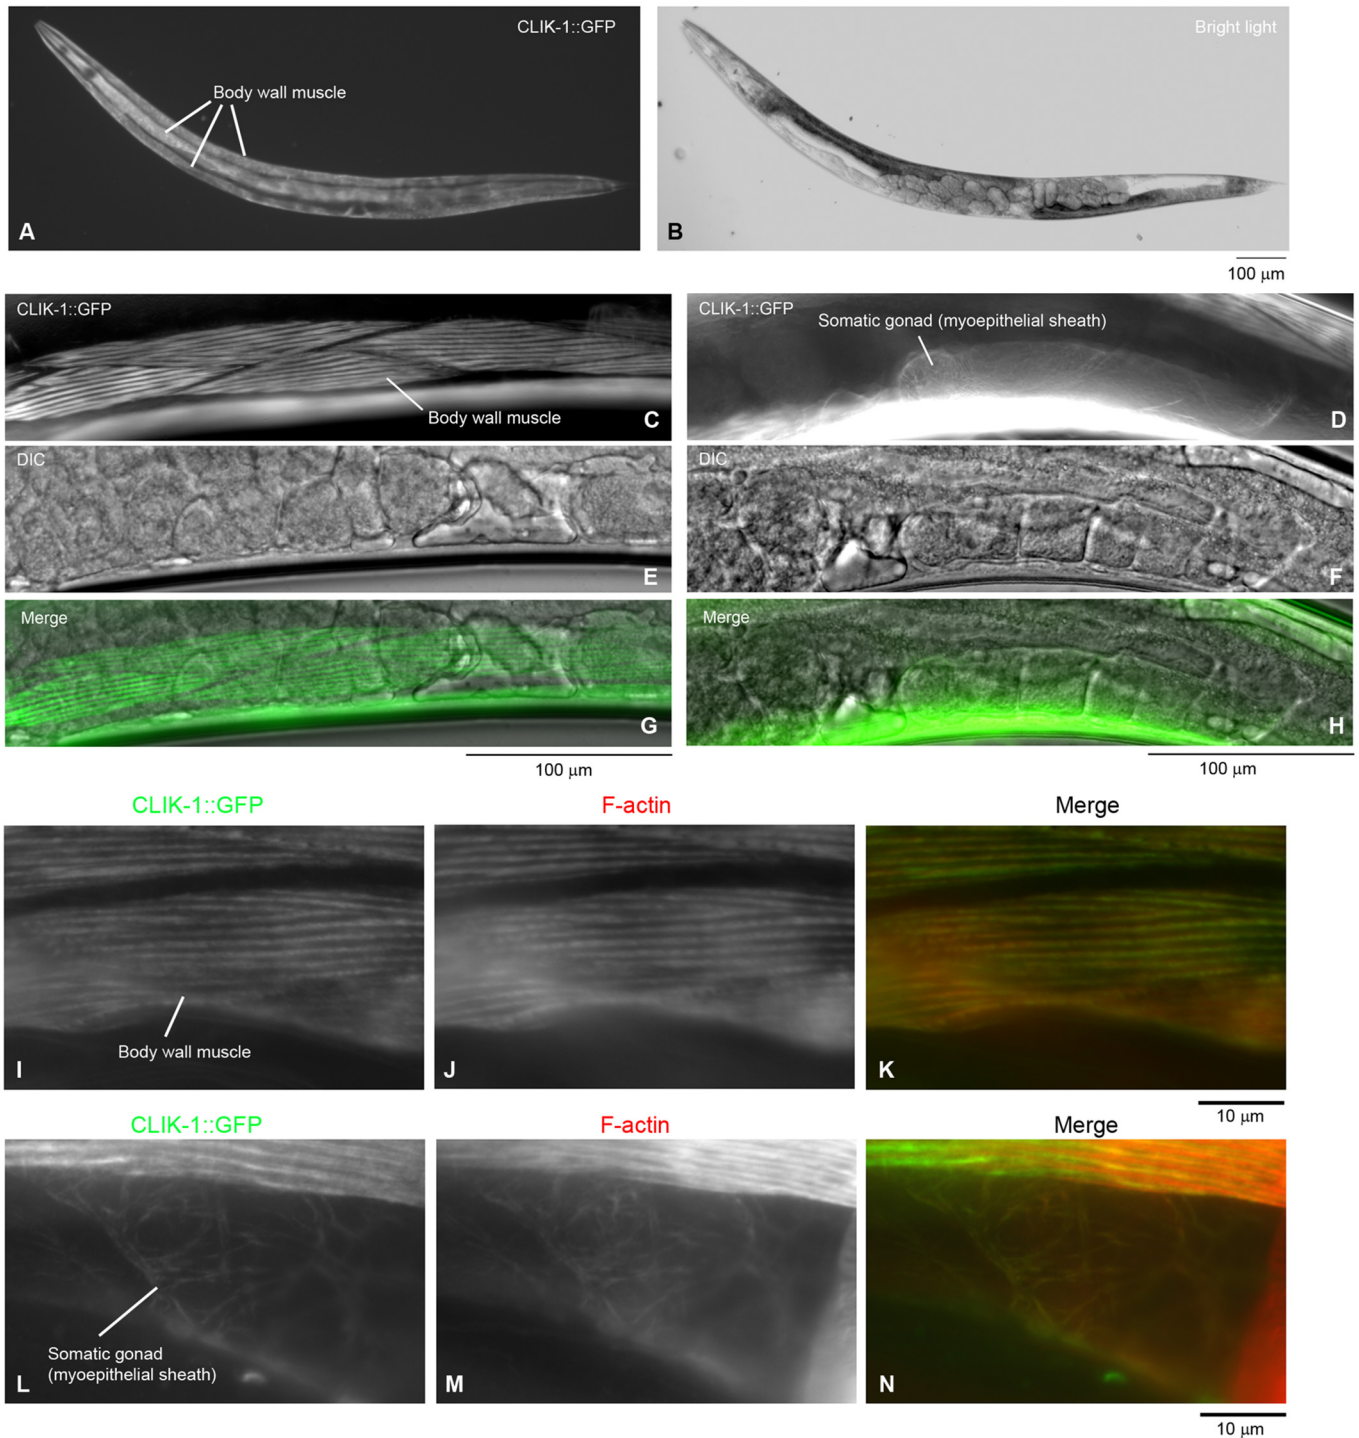 CLIK-1::GFP
Body wall muscle
A
Bright light
B
100 μm
CLIK-1::GFP
Body wall muscle
C
CLIK-1::GFP
Somatic gonad (myoepithelial sheath)
D
DIC
E
DIC
F
Merge
G
Merge
H
100 μm
100 μm
CLIK-1::GFP
F-actin
Merge
Body wall muscle
I
J
K
10 μm
CLIK-1::GFP
F-actin
Merge
Somatic gonad
(myoepithelial sheath)
L
M
N
10 μm